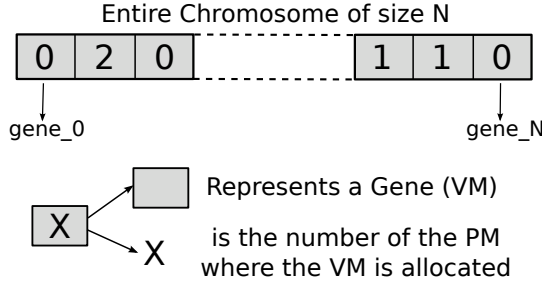 Entire Chromosome of size N
0 2 0 1 1 0
gene_0 gene_N
Represents a Gene (VM)
X
X
is the number of the PM
where the VM is allocated